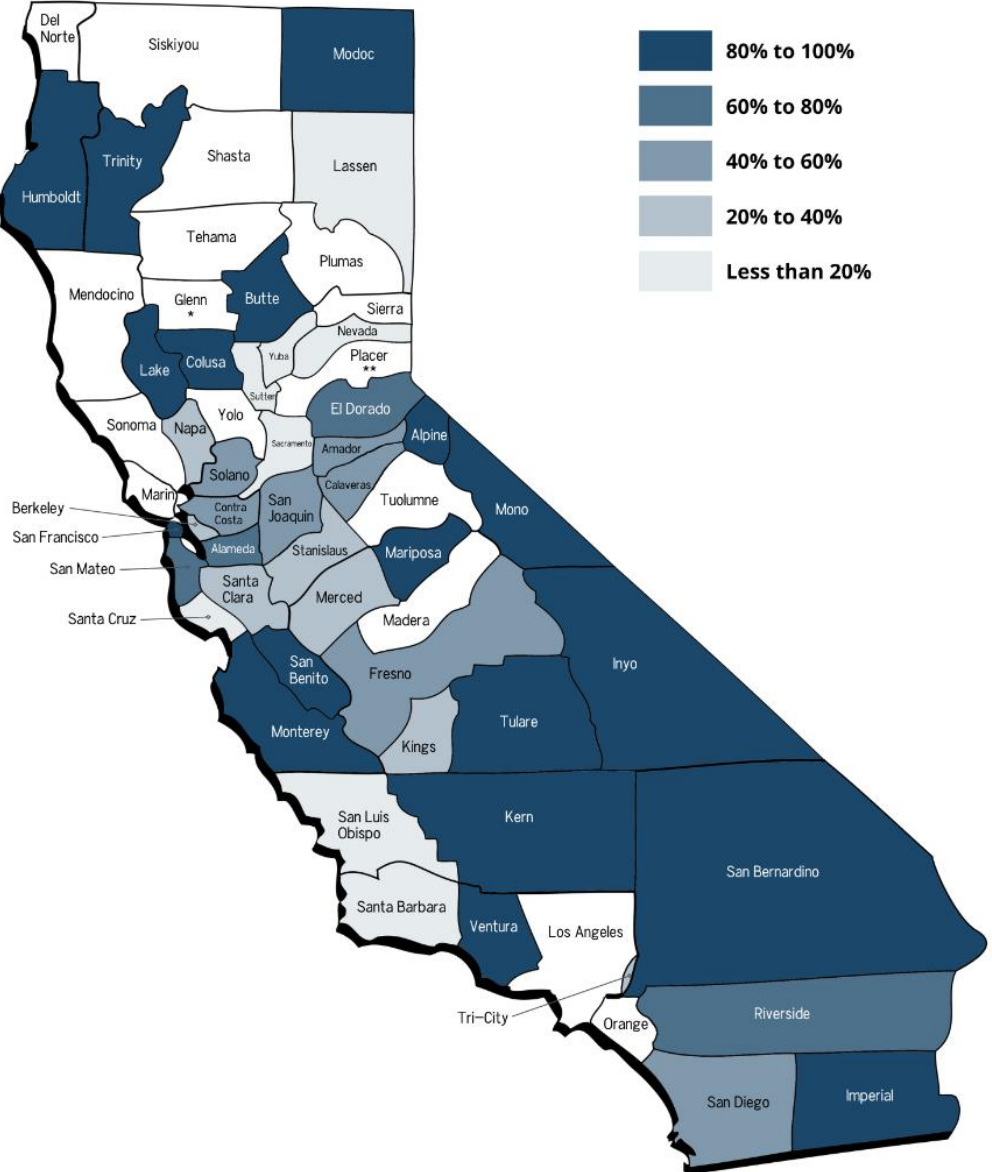 Del
Norte
Siskiyou
Modoc
80% to 100%
60% to 80%
40% to 60%
20% to 40%
Less than 20%
Trinity
Shasta
Lassen
Humboldt
Tehama
Plumas
Mendocino
Glenn
*
Butte
Sierra
Nevada
Yuba
Placer
**
Lake
Colusa
Sutter
El Dorado
Sonoma
Napa
Yolo
Sacramento
Alpine
Amador
Solano
Calaveras
Marin
Berkeley
Contra
Costa
San
Joaquin
Tuolumne
Mono
San Francisco
Alameda
Stanislaus
Mariposa
San Mateo
Santa
Clara
Merced
Santa Cruz
Madera
San
Benito
Fresno
Inyo
Monterey
Kings
Tulare
San Luis
Obispo
Kern
San Bernardino
Santa Barbara
Ventura
Los Angeles
Tri-City
Orange
Riverside
San Diego
Imperial